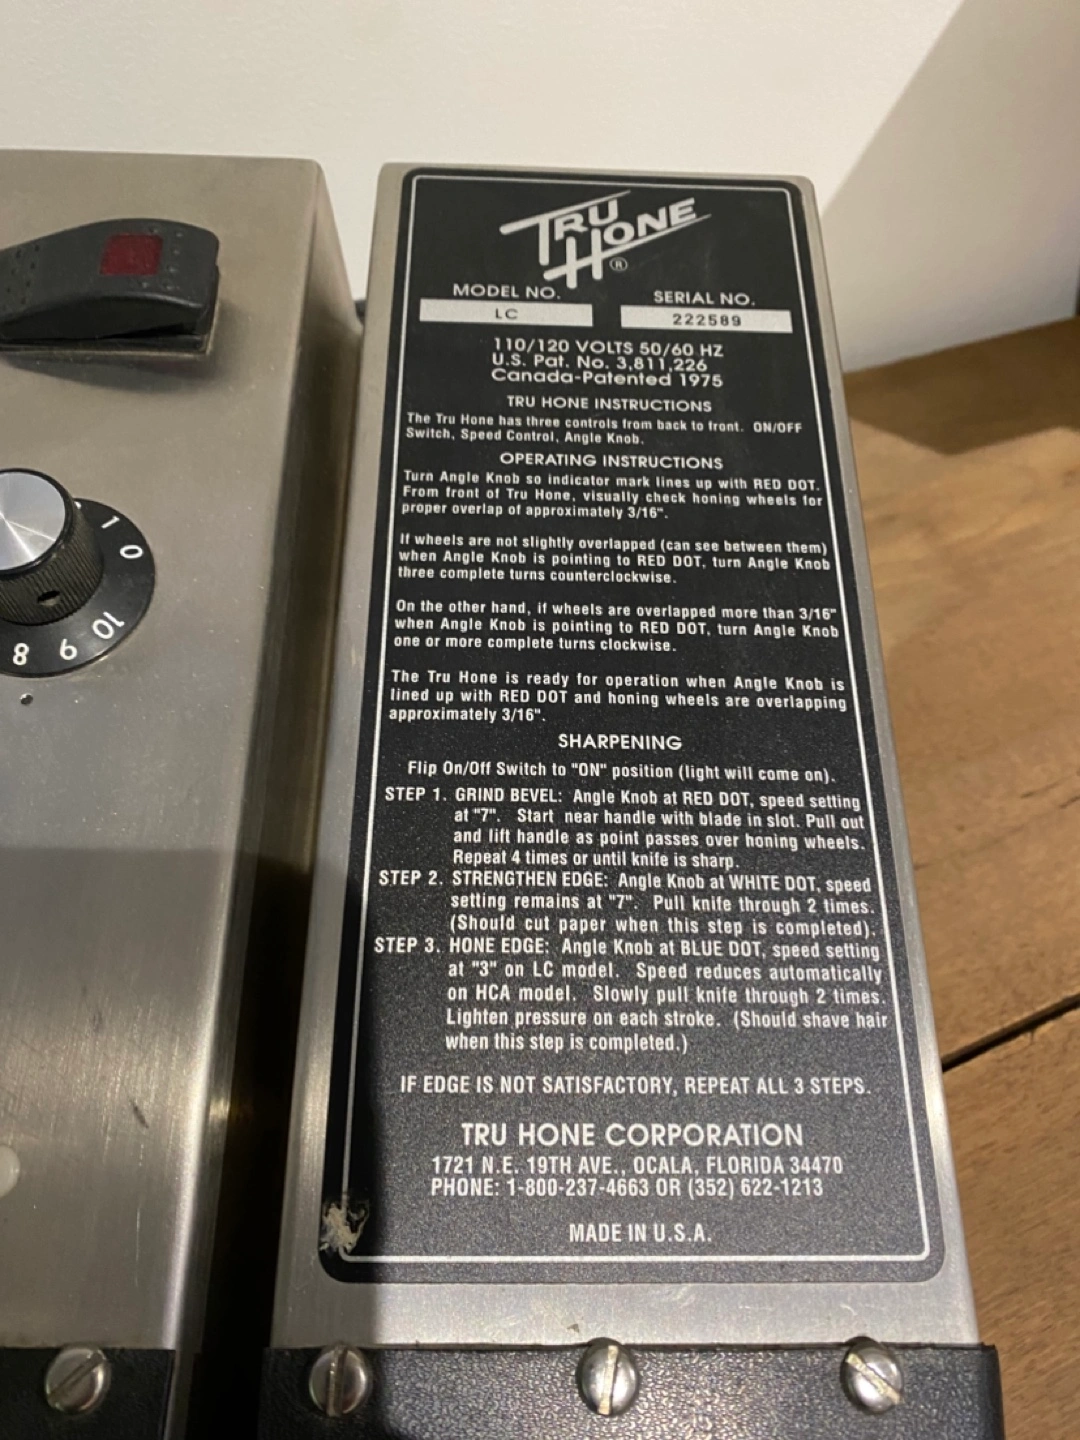 TRU HONE ®
MODEL NO. SERIAL NO.
LC 222589
110/120 VOLTS 50/60 HZ
U.S. Pat. No. 3,811,226
Canada-Patented 1975
TRU HONE INSTRUCTIONS
The Tru Hone has three controls from back to front. ON/OFF
Switch, Speed Control, Angle Knob.
OPERATING INSTRUCTIONS
Turn Angle Knob so indicator mark lines up with RED DOT.
From front of Tru Hone, visually check honing wheels for
proper overlap of approximately 3/16".
If wheels are not slightly overlapped (can see between them)
when Angle Knob is pointing to RED DOT, turn Angle Knob
three complete turns counterclockwise.
On the other hand, if wheels are overlapped more than 3/16"
when Angle Knob is pointing to RED DOT, turn Angle Knob
one or more complete turns clockwise.
The Tru Hone is ready for operation when Angle Knob is
lined up with RED DOT and honing wheels are overlapping
approximately 3/16".
SHARPENING
Flip On/Off Switch to "ON" position (light will come on).
STEP 1. GRIND BEVEL: Angle Knob at RED DOT, speed setting
at "7". Start near handle with blade in slot. Pull out
and lift handle as point passes over honing wheels.
Repeat 4 times or until knife is sharp.
STEP 2. STRENGTHEN EDGE: Angle Knob at WHITE DOT, speed
setting remains at "7". Pull knife through 2 times.
(Should cut paper when this step is completed).
STEP 3. HONE EDGE: Angle Knob at BLUE DOT, speed setting
at "3" on LC model. Speed reduces automatically
on HCA model. Slowly pull knife through 2 times.
Lighten pressure on each stroke. (Should shave hair
when this step is completed.)
IF EDGE IS NOT SATISFACTORY, REPEAT ALL 3 STEPS.
TRU HONE CORPORATION
1721 N.E. 19TH AVE., OCALA, FLORIDA 34470
PHONE: 1-800-237-4663 OR (352) 622-1213
MADE IN U.S.A.
1
0
10
9
8